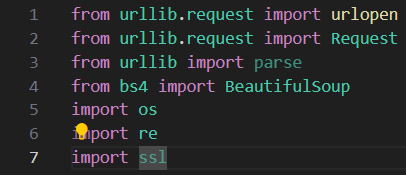 1 from urllib.request import urlopen
2 from urllib.request import Request
3 from urllib import parse
4 from bs4 import BeautifulSoup
5 import os
6 import re
7 import ssl